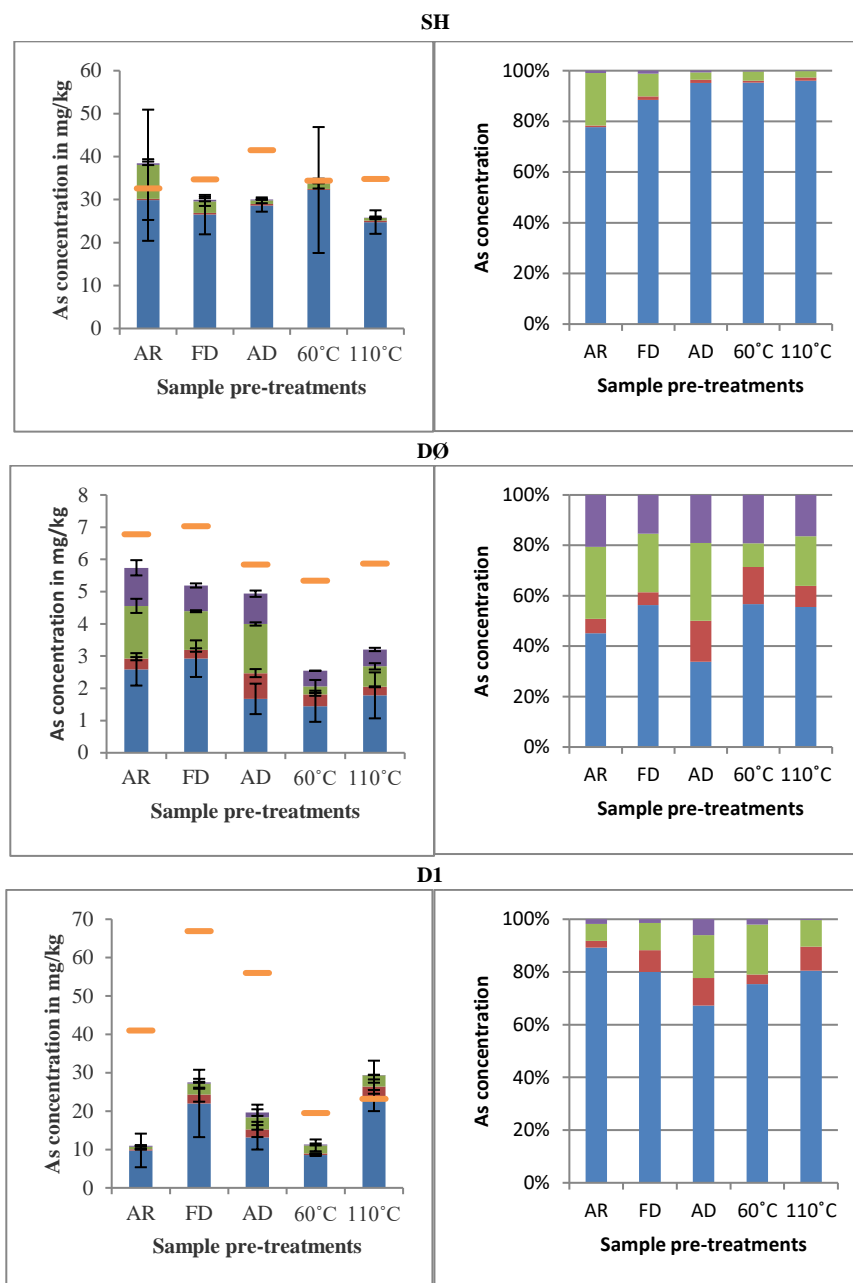 SH
As concentration in mg/kg
60
50
40
30
20
10
0
AR FD AD 60˚C 110˚C
Sample pre-treatments
As concentration
100%
80%
60%
40%
20%
0%
AR FD AD 60˚C 110˚C
DØ
As concentration in mg/kg
8
7
6
5
4
3
2
1
0
AR FD AD 60˚C 110˚C
Sample pre-treatments
As concentration
100%
80%
60%
40%
20%
0%
AR FD AD 60˚C 110˚C
Sample pre-treatments
D1
As concentration in mg/kg
70
60
50
40
30
20
10
0
AR FD AD 60˚C 110˚C
Sample pre-treatments
As concentration
100%
80%
60%
40%
20%
0%
AR FD AD 60˚C 110˚C
Sample pre-treatments